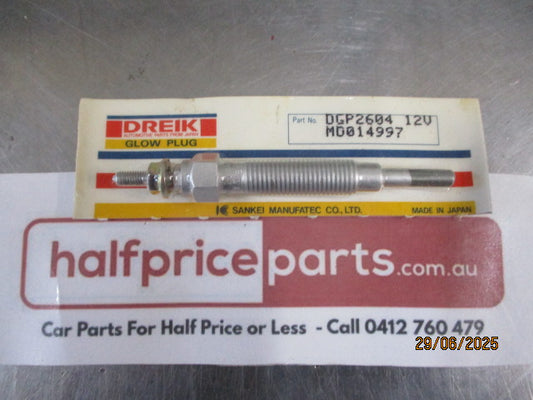 DREIK
AUTOMOTIVE PARTS FROM JAPAN
GLOW PLUG
Part No. DGP2604 12V
MD014997
SANKEI MANUFATEC CO., LTD. MADE IN JAPAN
halfpriceparts.com.au
Car Parts For Half Price or Less - Call 0412 760 479
29/06/2025